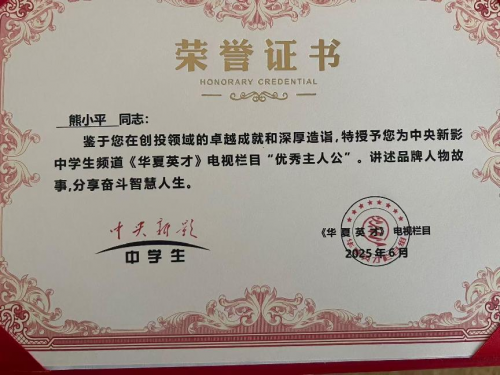 荣誉证书
HONORARY CREDENTIAL
熊小平 同志：
鉴于您在创投领域的卓越成就和深厚造诣，特授予您为中央新影
中学生频道《华夏英才》电视栏目“优秀主人公”。讲述品牌人物故
事，分享奋斗智慧人生。
中央新影
中学生
《华夏英才》电视栏目
2025年6月